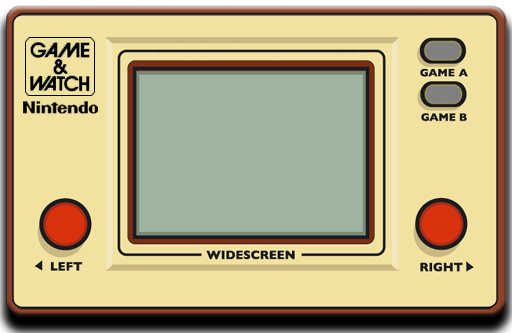 GAME
&
WATCH
Nintendo
GAME A
GAME B
WIDESCREEN
◀ LEFT
RIGHT ▶